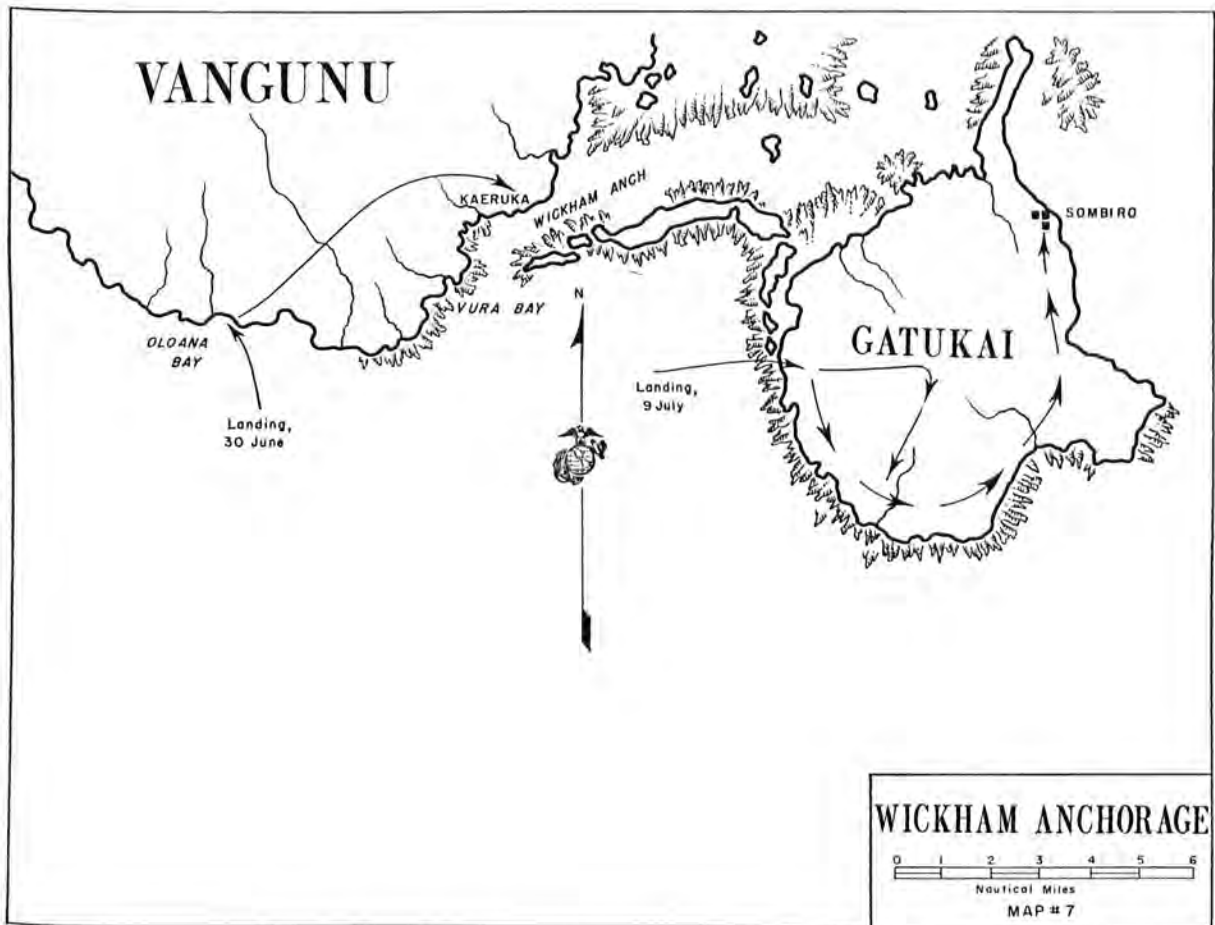 VANGUNU
KAERUKA
WICKHAM ANCH
SOMBIRO
VURA BAY
N
OLOANA
BAY
GATUKAI
Landing,
30 June
Landing,
9 July
WICKHAM ANCHORAGE
0 1 2 3 4 5 6
Nautical Miles
MAP # 7